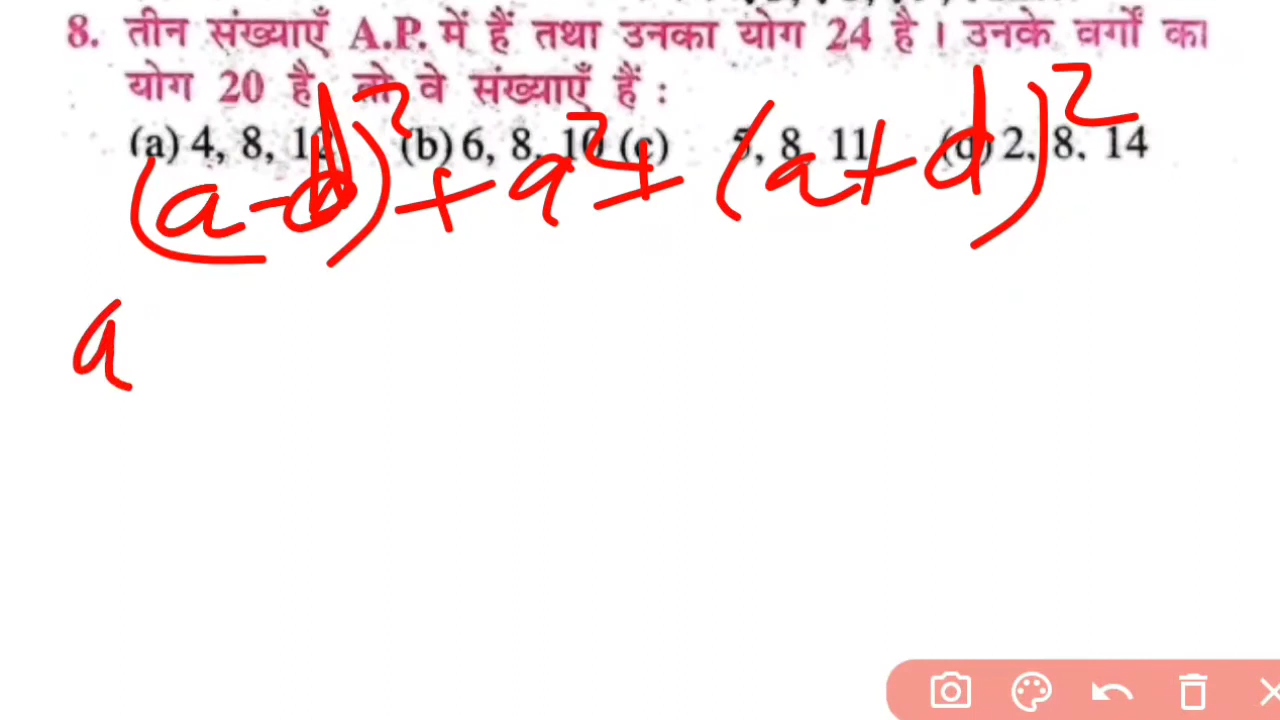 8. तीन संख्याएँ A.P. में हैं तथा उनका योग 24 है। उनके वर्गों का
योग 20 है, तो वे संख्याएँ हैं :
(a) 4, 8, 12 (b) 6, 8, 10 (c) 5, 8, 11 (d) 2, 8, 14
(a-d)² + a² + (a+d)²
a